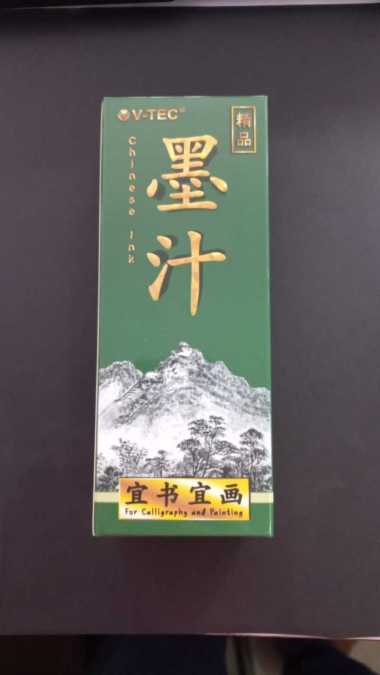 V-TEC®
精品
Chinese Ink
墨汁
宜书宜画
For Calligraphy and Painting